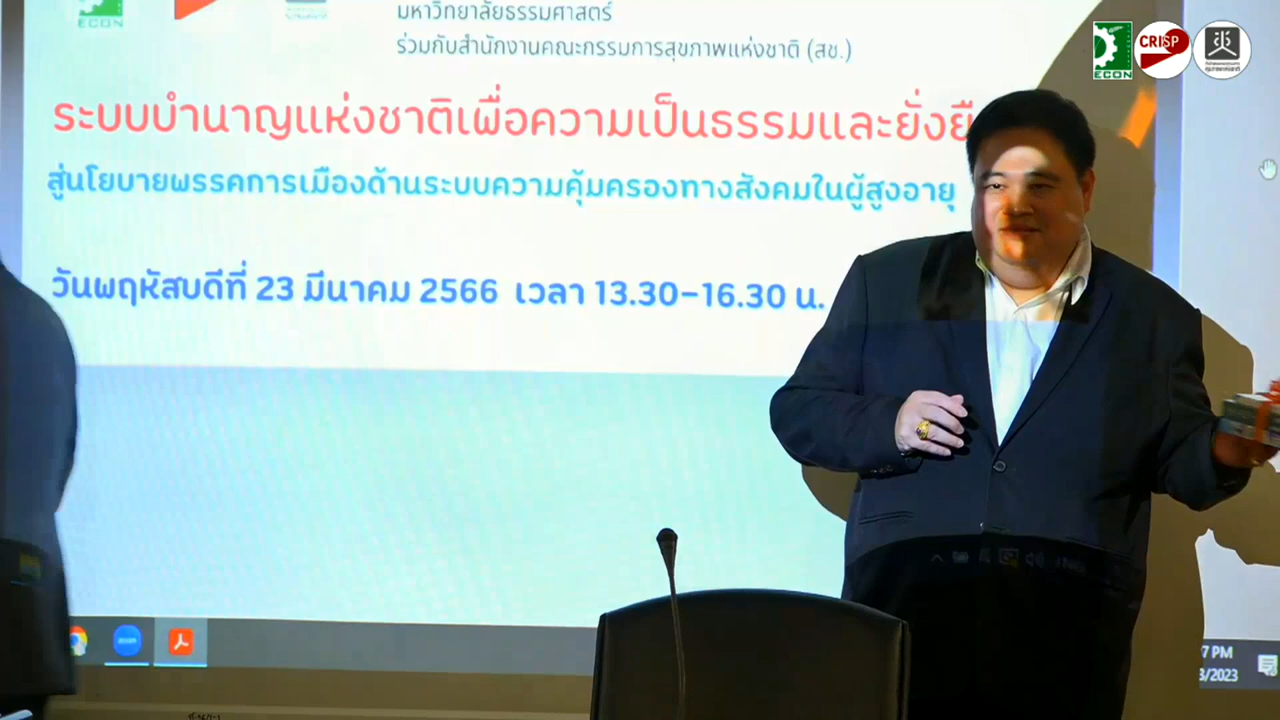 ECON
มหาวิทยาลัยธรรมศาสตร์
ร่วมกับสำนักงานคณะกรรมการสุขภาพแห่งชาติ (สช.)
ECON
CRISP
ระบบบำนาญแห่งชาติเพื่อความเป็นธรรมและยั่งยื
สู่นโยบายพรรคการเมืองด้านระบบความคุ้มครองทางสังคมในผู้สูงอายุ
วันพฤหัสบดีที่ 23 มีนาคม 2566 เวลา 13.30-16.30 น.
zoom
7 PM
3/2023